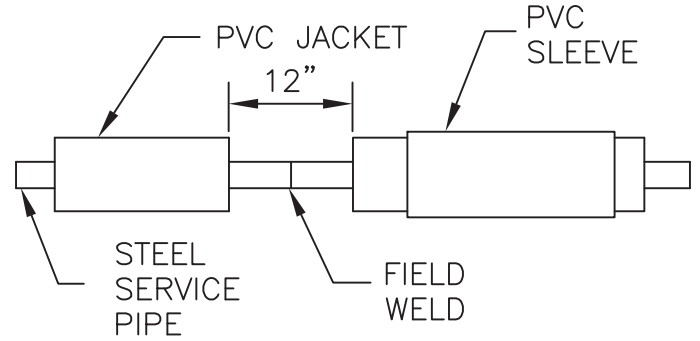 PVC JACKET
12”
PVC
SLEEVE
STEEL
SERVICE
PIPE
FIELD
WELD